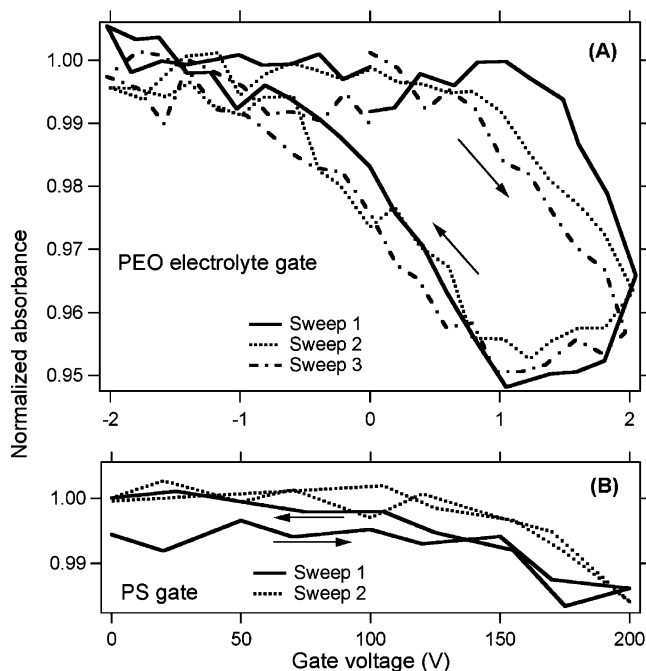 (A)
1.00
0.99
0.98
0.97
0.96
0.95
Normalized absorbance
PEO electrolyte gate
Sweep 1
Sweep 2
Sweep 3
-2 -1 0 1 2
(B)
1.00
0.99
PS gate
Sweep 1
Sweep 2
0 50 100 150 200
Gate voltage (V)